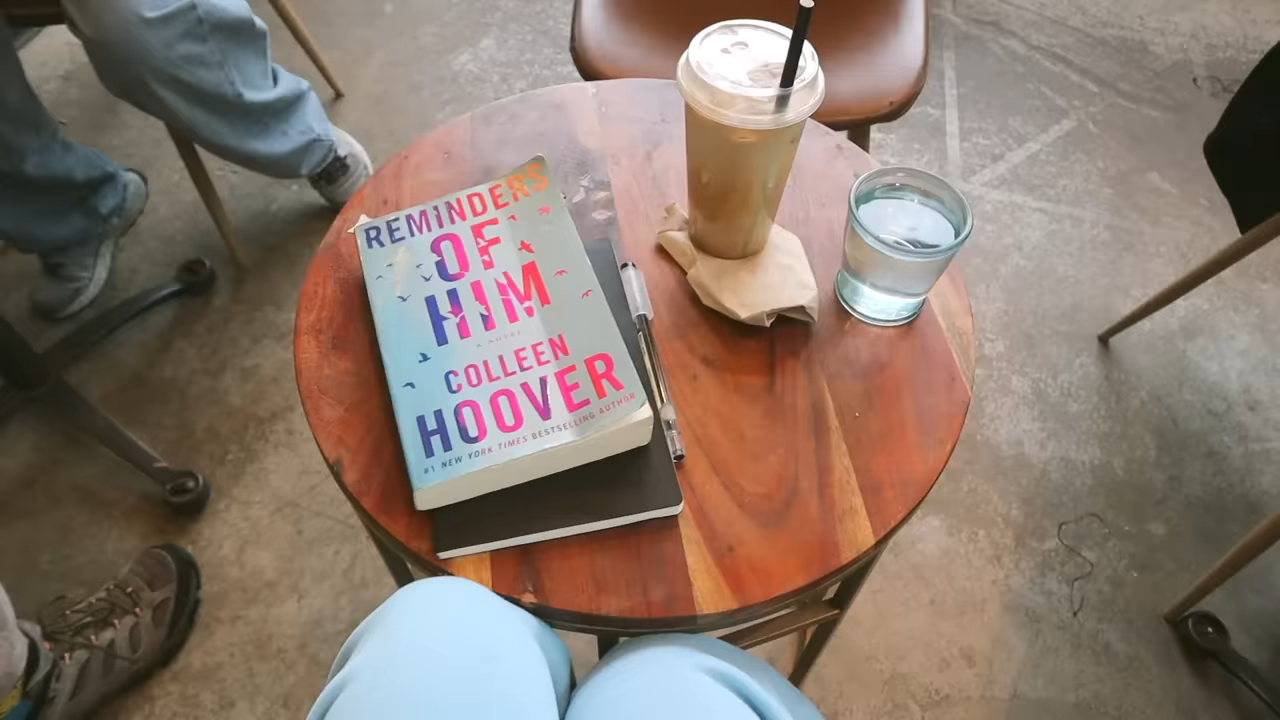 REMINDERS
OF
HIM
A NOVEL
COLLEEN
HOOVER
#1 NEW YORK TIMES BESTSELLING AUTHOR